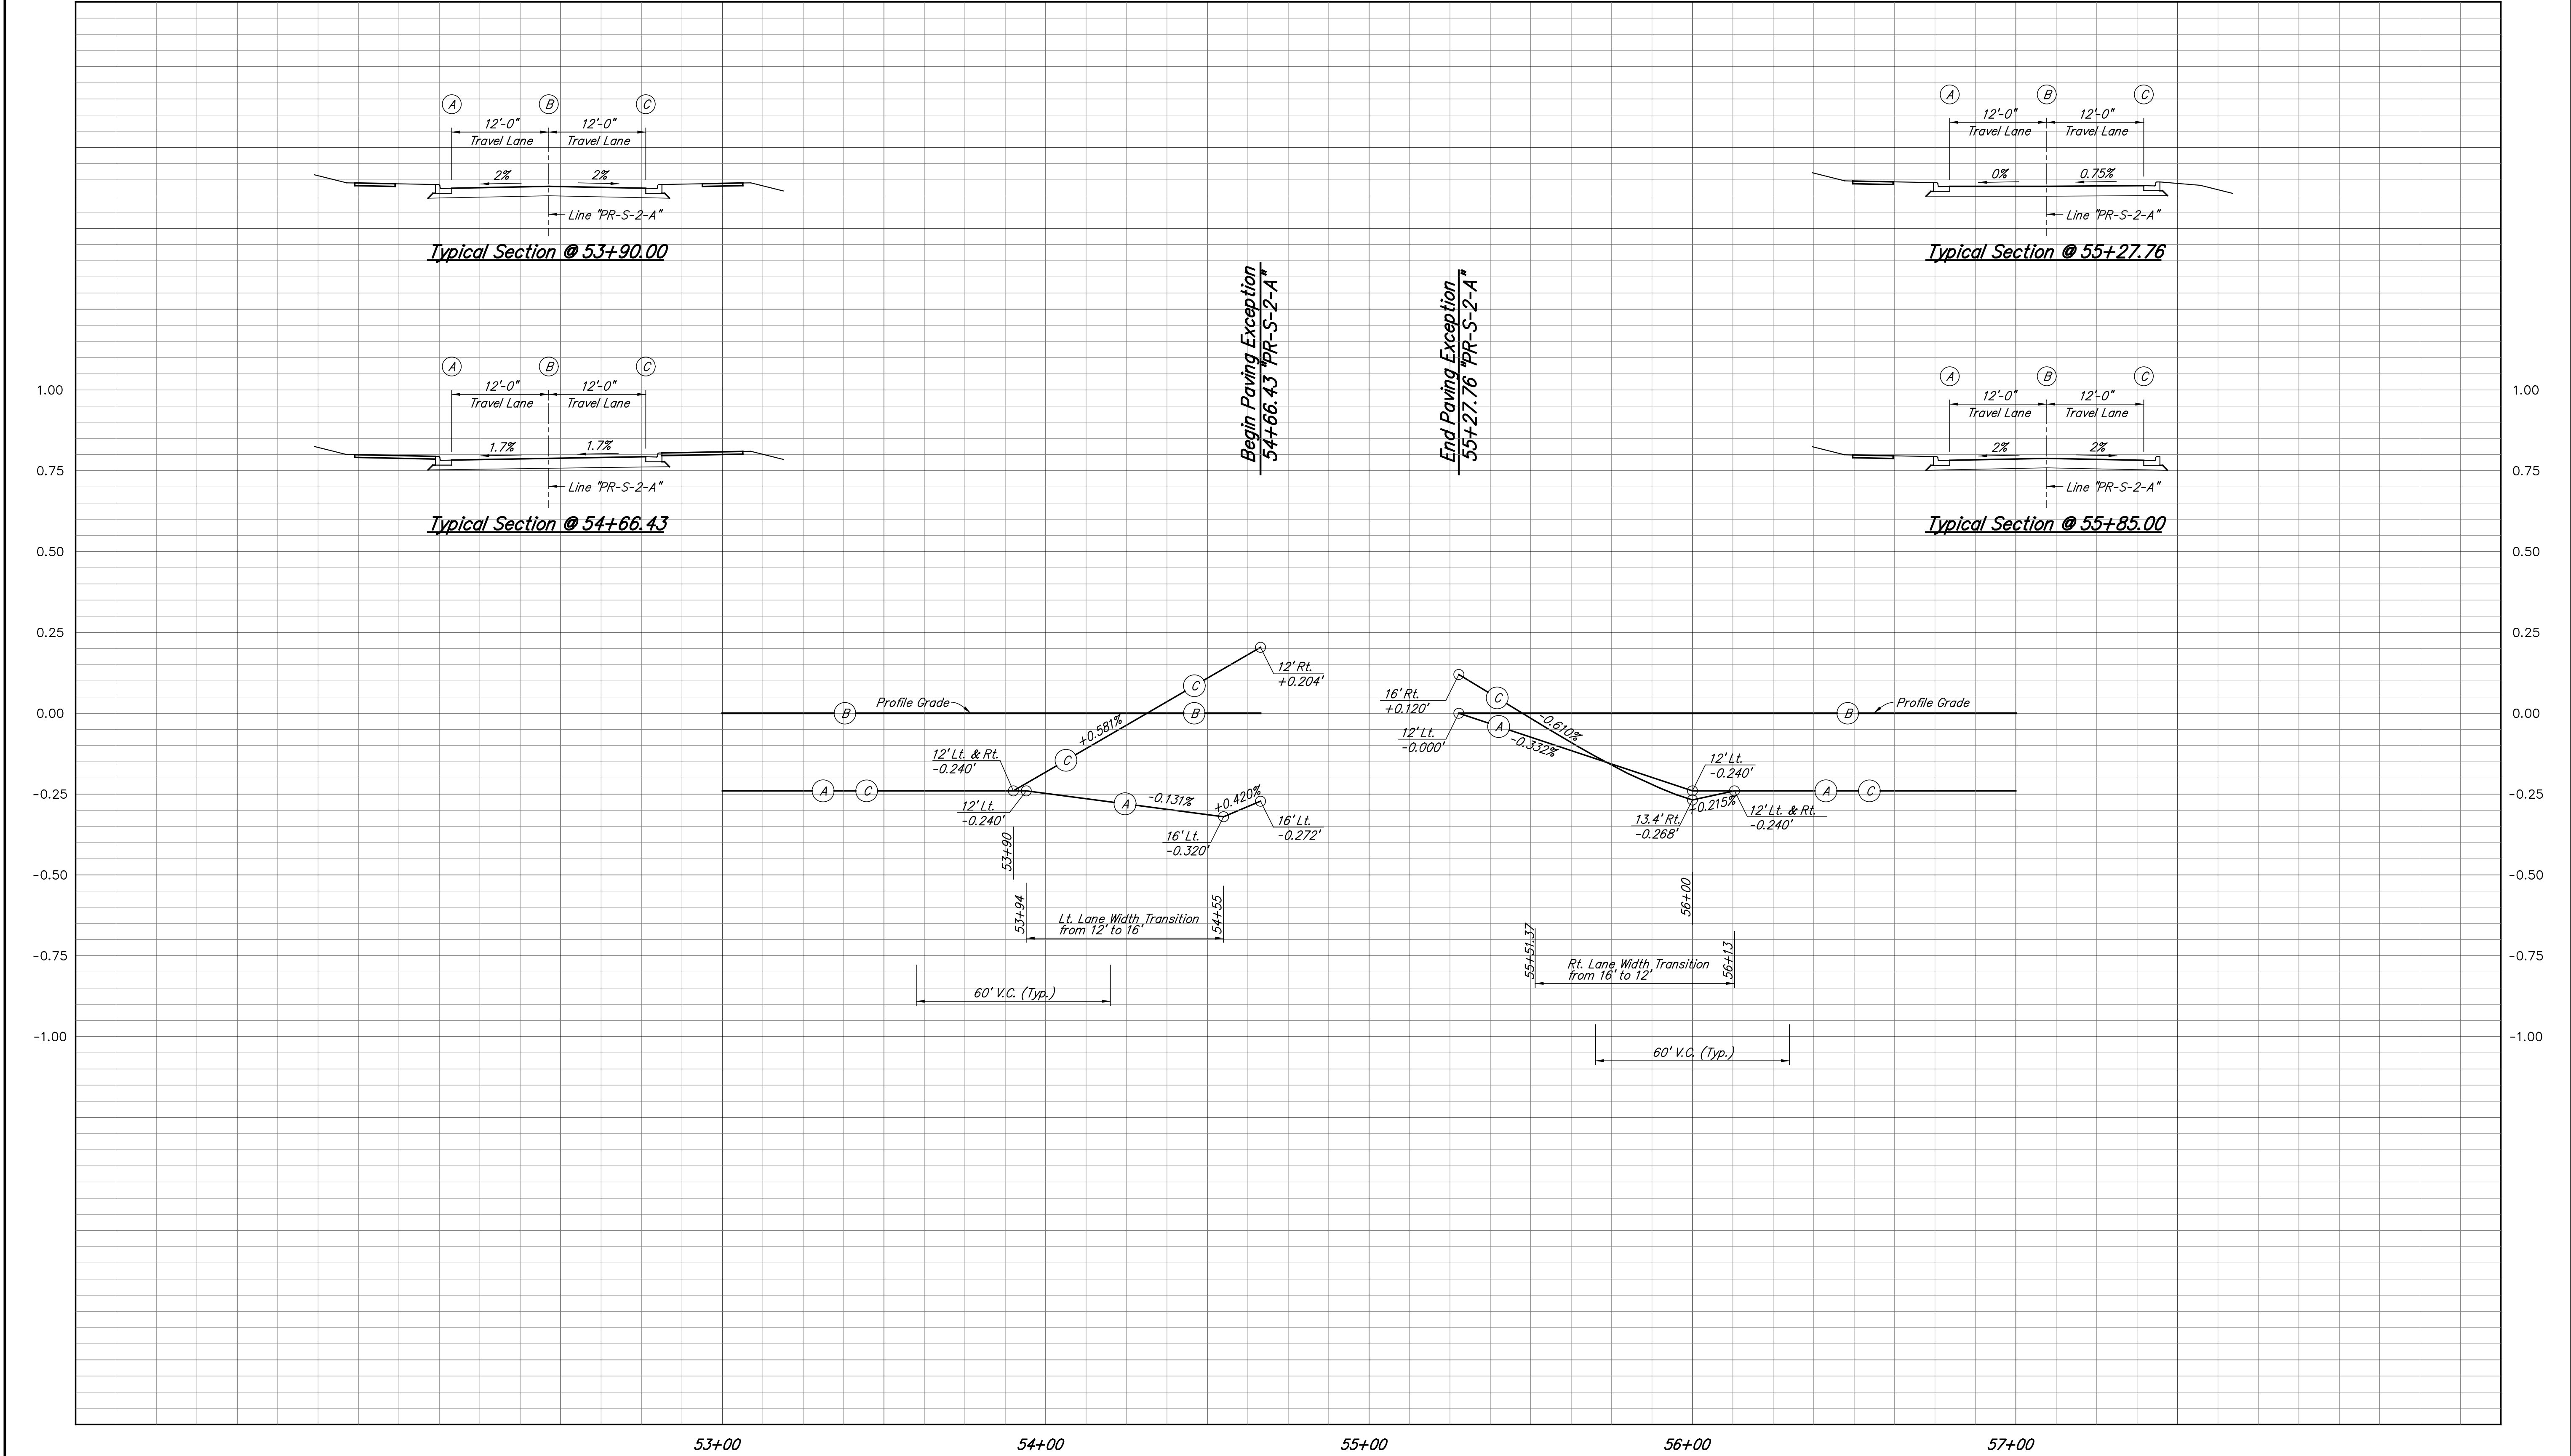 A B C
12'-0" 12'-0"
Travel Lane Travel Lane
2% 2%
Line "PR-S-2-A"
Typical Section @ 53+90.00
A B C
12'-0" 12'-0"
Travel Lane Travel Lane
0% 0.75%
Line "PR-S-2-A"
Typical Section @ 55+27.76
A B C
12'-0" 12'-0"
Travel Lane Travel Lane
1.7% 1.7%
Line "PR-S-2-A"
Typical Section @ 54+66.43
Begin Paving Exception
54+66.43 "PR-S-2-A"
End Paving Exception
55+27.76 "PR-S-2-A"
A B C
12'-0" 12'-0"
Travel Lane Travel Lane
2% 2%
Line "PR-S-2-A"
Typical Section @ 55+85.00
1.00
0.75
0.50
0.25
0.00
-0.25
-0.50
-0.75
-1.00
1.00
0.75
0.50
0.25
0.00
-0.25
-0.50
-0.75
-1.00
B
Profile Grade
B
C
+0.581%
C
12' Rt.
+0.204'
12' Lt. & Rt.
-0.240'
A C
12' Lt.
-0.240'
A
-0.131%
+0.420%
16' Lt.
-0.320'
16' Lt.
-0.272'
53+90
53+94
54+55
Lt. Lane Width Transition
from 12' to 16'
60' V.C. (Typ.)
16' Rt.
+0.120'
C
-0.610%
12' Lt.
-0.000'
A
-0.332%
B
Profile Grade
12' Lt.
-0.240'
A C
+0.215%
13.4' Rt.
-0.268'
12' Lt. & Rt.
-0.240'
56+00
55+51.37
56+13
Rt. Lane Width Transition
from 16' to 12'
60' V.C. (Typ.)
53+00 54+00 55+00 56+00 57+00